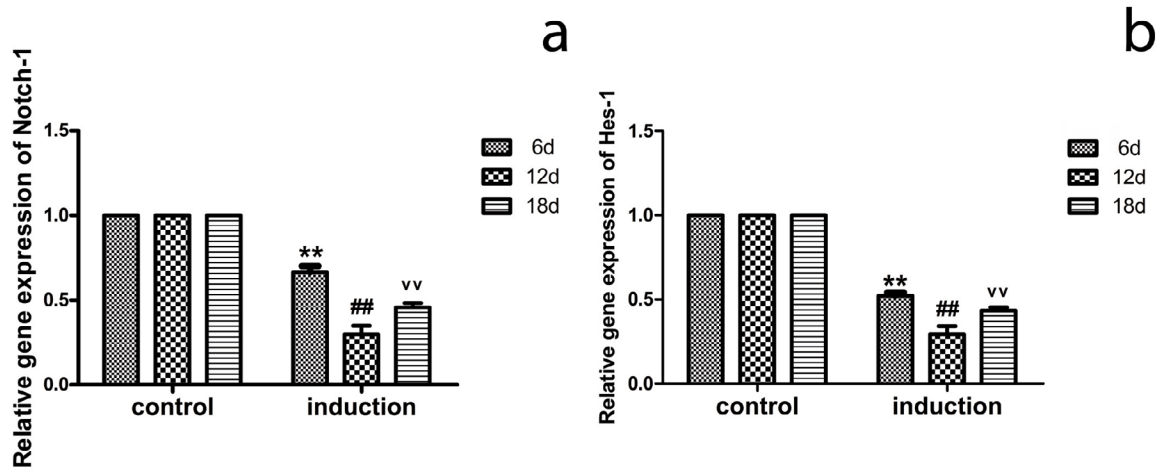 a
Relative gene expression of Notch-1
1.5
1.0
0.5
0.0
6d
12d
18d
**
##
vv
control
induction
b
Relative gene expression of Hes-1
1.5
1.0
0.5
0.0
6d
12d
18d
**
##
vv
control
induction